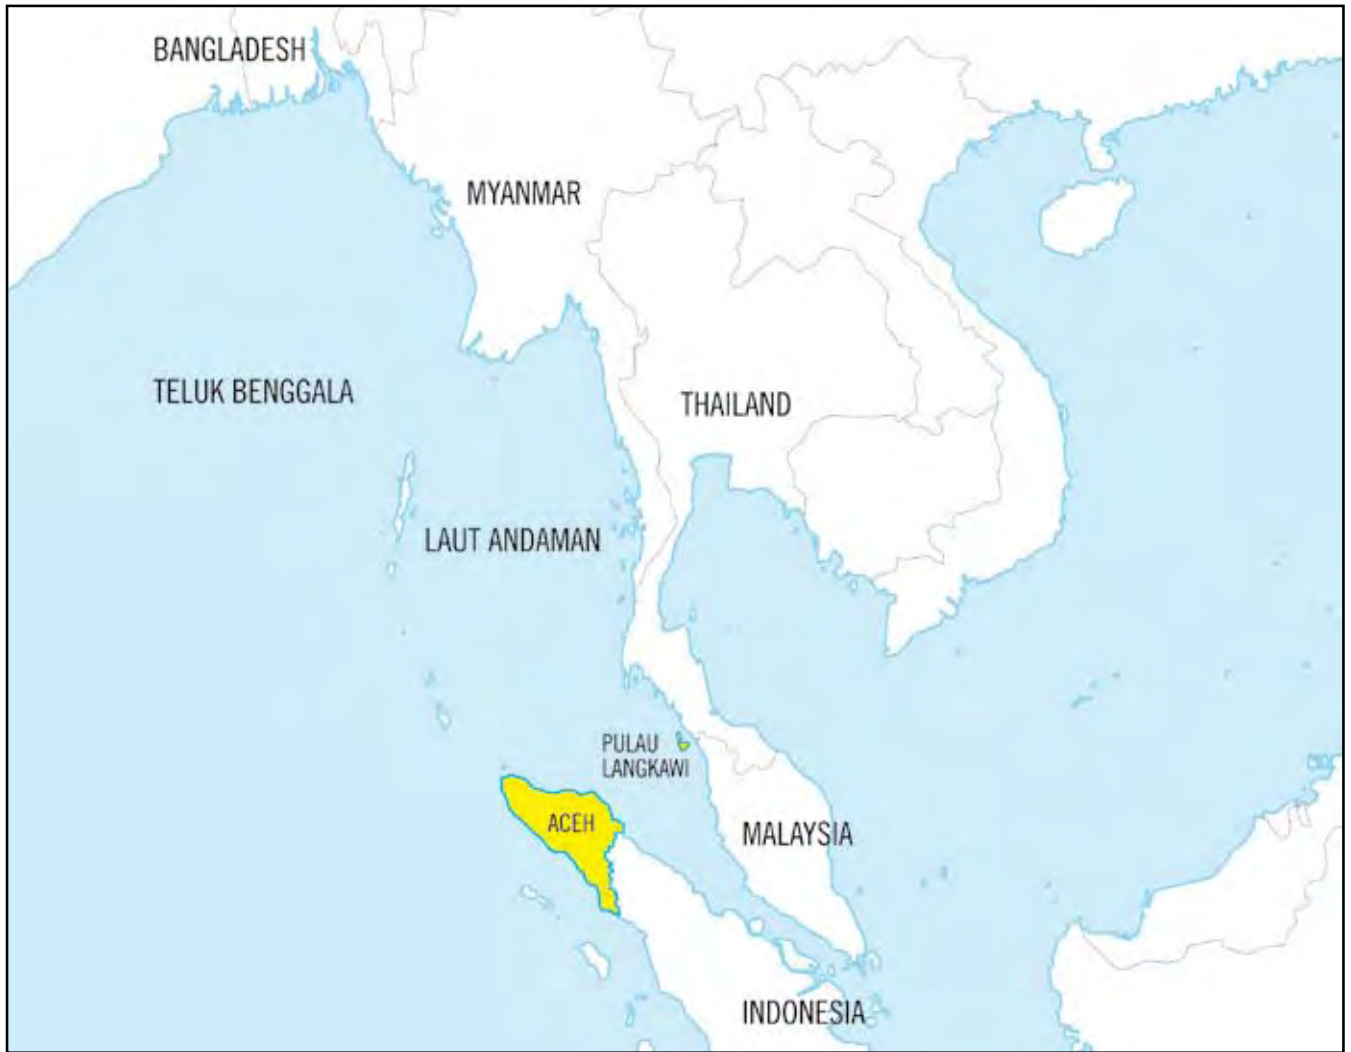 BANGLADESH
MYANMAR
TELUK BENGGALA
THAILAND
LAUT ANDAMAN
PULAU
LANGKAWI
ACEH
MALAYSIA
INDONESIA